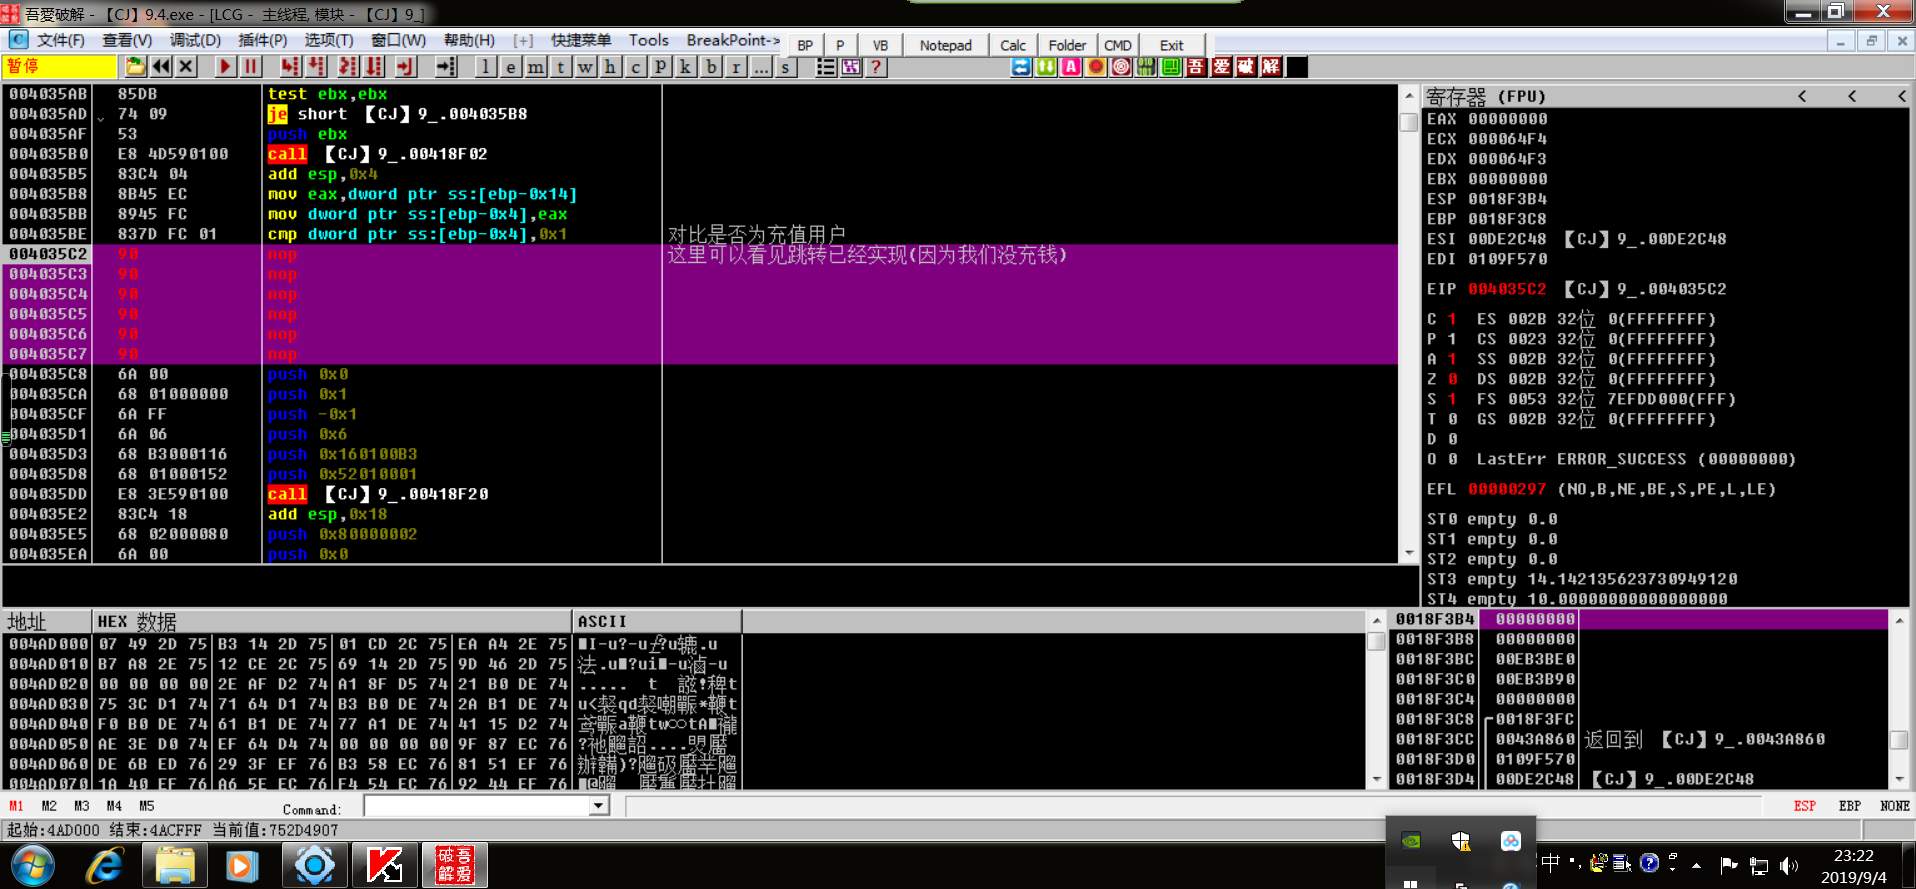 吾爱破解 - 【CJ】9.4.exe - [LCG - 主线程, 模块 - 【CJ】9_]
文件(F) 查看(V) 调试(D) 插件(P) 选项(T) 窗口(W) 帮助(H) [+] 快捷菜单 Tools BreakPoint->
BP P VB Notepad Calc Folder CMD Exit
暂停 l e m t w h c p k b r ... s ? 吾 爱 破 解
004035AB 85DB test ebx,ebx
004035AD 74 09 je short 【CJ】9_.004035B8
004035AF 53 push ebx
004035B0 E8 4D590100 call 【CJ】9_.00418F02
004035B5 83C4 04 add esp,0x4
004035B8 8B45 EC mov eax,dword ptr ss:[ebp-0x14]
004035BB 8945 FC mov dword ptr ss:[ebp-0x4],eax
004035BE 837D FC 01 cmp dword ptr ss:[ebp-0x4],0x1 对比是否为充值用户
004035C2 90 nop 这里可以看见跳转已经实现(因为我们没充钱)
004035C3 90 nop
004035C4 90 nop
004035C5 90 nop
004035C6 90 nop
004035C7 90 nop
004035C8 6A 00 push 0x0
004035CA 68 01000000 push 0x1
004035CF 6A FF push -0x1
004035D1 6A 06 push 0x6
004035D3 68 B3000116 push 0x160100B3
004035D8 68 01000152 push 0x52010001
004035DD E8 3E590100 call 【CJ】9_.00418F20
004035E2 83C4 18 add esp,0x18
004035E5 68 02000080 push 0x80000002
004035EA 6A 00 push 0x0
寄存器 (FPU) < < <
EAX 00000000
ECX 000064F4
EDX 000064F3
EBX 00000000
ESP 0018F3B4
EBP 0018F3C8
ESI 00DE2C48 【CJ】9_.00DE2C48
EDI 0109F570
EIP 004035C2 【CJ】9_.004035C2
C 1 ES 002B 32位 0(FFFFFFFF)
P 1 CS 0023 32位 0(FFFFFFFF)
A 1 SS 002B 32位 0(FFFFFFFF)
Z 0 DS 002B 32位 0(FFFFFFFF)
S 1 FS 0053 32位 7EFDD000(FFF)
T 0 GS 002B 32位 0(FFFFFFFF)
D 0
O 0 LastErr ERROR_SUCCESS (00000000)
EFL 00000297 (NO,B,NE,BE,S,PE,L,LE)
ST0 empty 0.0
ST1 empty 0.0
ST2 empty 0.0
ST3 empty 14.142135623730949120
ST4 empty 10.000000000000000000
地址 HEX 数据 ASCII
004AD000 07 49 2D 75 B3 14 2D 75 01 CD 2C 75 EA A4 2E 75
004AD010 B7 A8 2E 75 12 CE 2C 75 69 14 2D 75 9D 46 2D 75
004AD020 00 00 00 00 2E AF D2 74 A1 8F D5 74 21 B0 DE 74
004AD030 75 3C D1 74 71 64 D1 74 B3 B0 DE 74 2A B1 DE 74
004AD040 F0 B0 DE 74 61 B1 DE 74 77 A1 DE 74 41 15 D2 74
004AD050 AE 3E D0 74 EF 64 D4 74 00 00 00 00 9F 87 EC 76
004AD060 DE 6B ED 76 29 3F EF 76 B3 58 EC 76 81 51 EF 76
004AD070 1A 40 EF 76 A6 5E EC 76 F4 54 EC 76 92 44 EF 76
0018F3B4 00000000
0018F3B8 00000000
0018F3BC 00EB3BE0
0018F3C0 00EB3B90
0018F3C4 00000000
0018F3C8 0018F3FC
0018F3CC 0043A860 返回到 【CJ】9_.0043A860
0018F3D0 0109F570
0018F3D4 00DE2C48 【CJ】9_.00DE2C48
M1 M2 M3 M4 M5 Command: ESP EBP NONE
起始:4AD000 结束:4ACFFF 当前值:752D4907
吾爱破解
中
23:22
2019/9/4